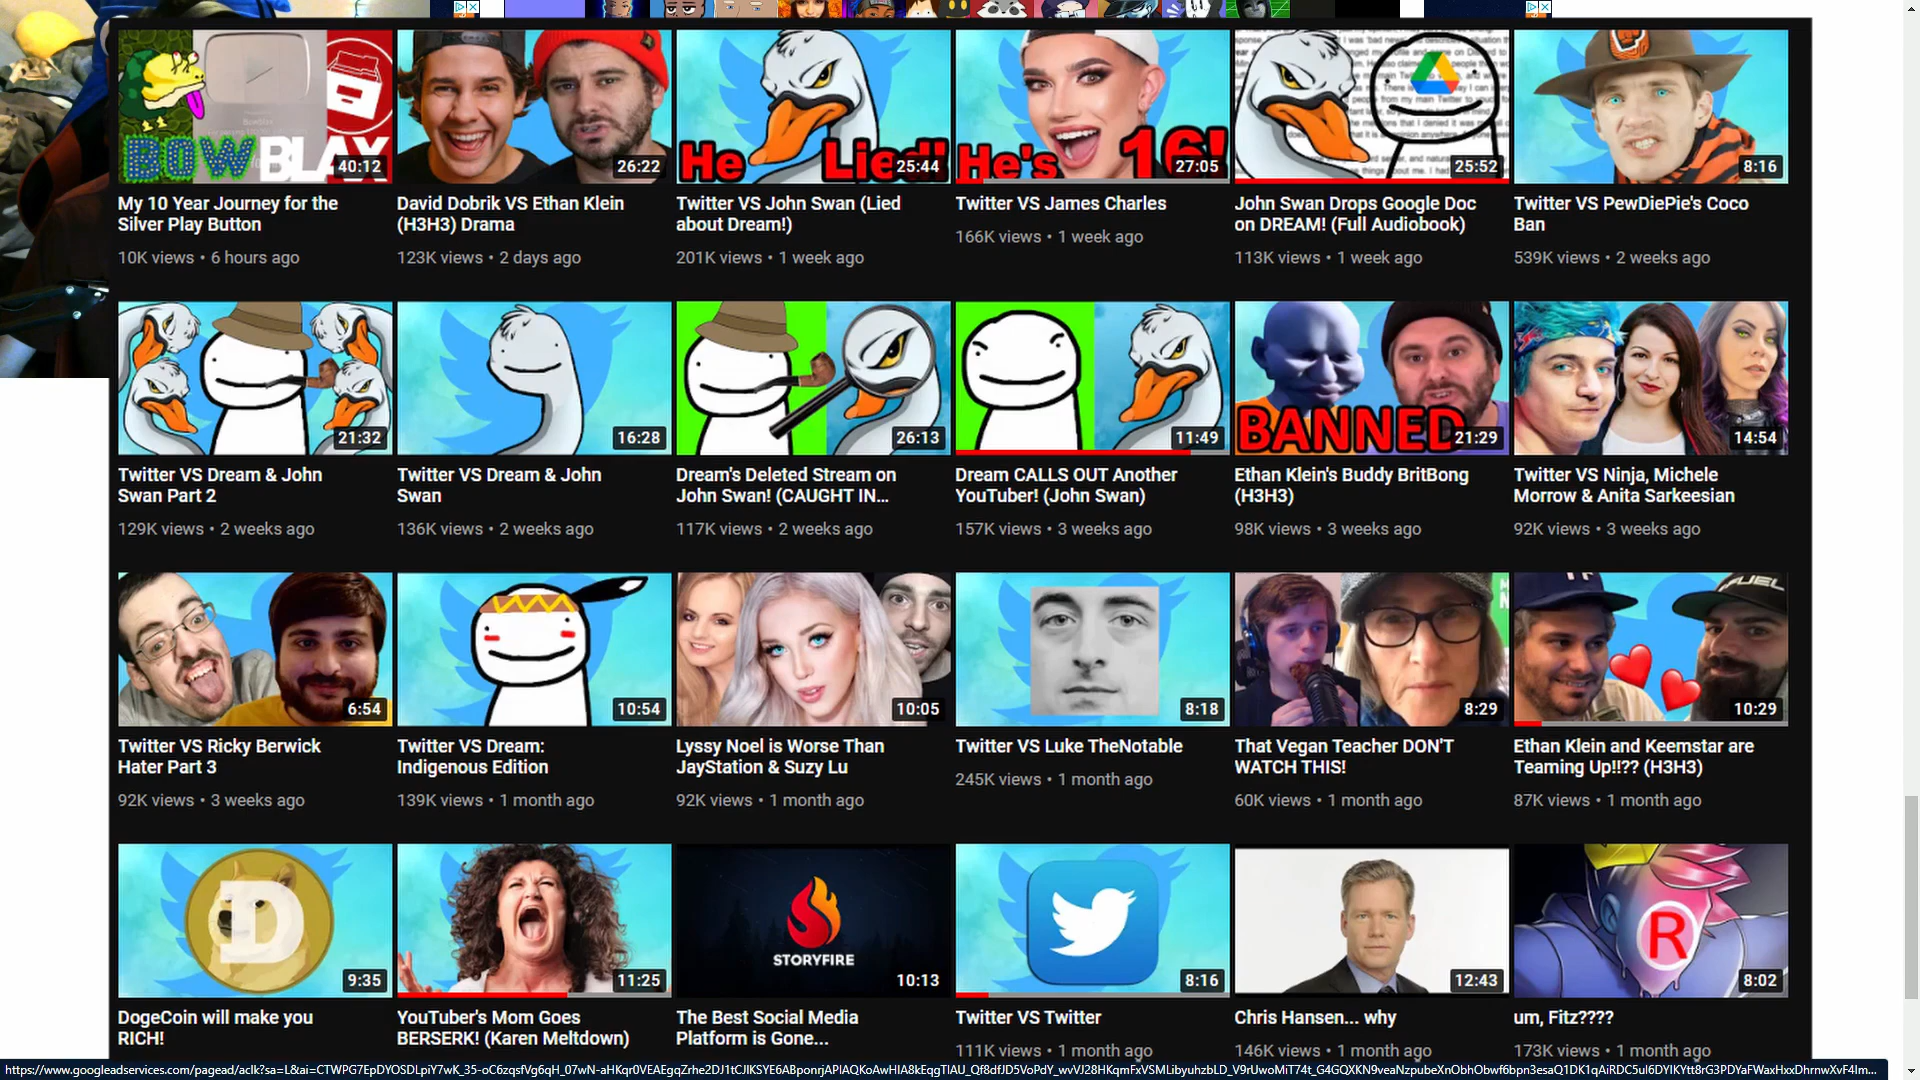 BOWBLAX
40:12
26:22
He Lied!
25:44
He's 16!
27:05
25:52
8:16
My 10 Year Journey for the
Silver Play Button
10K views • 6 hours ago
David Dobrik VS Ethan Klein
(H3H3) Drama
123K views • 2 days ago
Twitter VS John Swan (Lied
about Dream!)
201K views • 1 week ago
Twitter VS James Charles
166K views • 1 week ago
John Swan Drops Google Doc
on DREAM! (Full Audiobook)
113K views • 1 week ago
Twitter VS PewDiePie's Coco
Ban
539K views • 2 weeks ago
21:32
16:28
26:13
11:49
BANNED
21:29
14:54
Twitter VS Dream & John
Swan Part 2
129K views • 2 weeks ago
Twitter VS Dream & John
Swan
136K views • 2 weeks ago
Dream's Deleted Stream on
John Swan! (CAUGHT IN...
117K views • 2 weeks ago
Dream CALLS OUT Another
YouTuber! (John Swan)
157K views • 3 weeks ago
Ethan Klein's Buddy BritBong
(H3H3)
98K views • 3 weeks ago
Twitter VS Ninja, Michele
Morrow & Anita Sarkeesian
92K views • 3 weeks ago
6:54
10:54
10:05
8:18
8:29
10:29
Twitter VS Ricky Berwick
Hater Part 3
92K views • 3 weeks ago
Twitter VS Dream:
Indigenous Edition
139K views • 1 month ago
Lyssy Noel is Worse Than
JayStation & Suzy Lu
92K views • 1 month ago
Twitter VS Luke TheNotable
245K views • 1 month ago
That Vegan Teacher DON'T
WATCH THIS!
60K views • 1 month ago
Ethan Klein and Keemstar are
Teaming Up!!?? (H3H3)
87K views • 1 month ago
D
9:35
11:25
STORYFIRE
10:13
8:16
12:43
R
8:02
DogeCoin will make you
RICH!
YouTuber's Mom Goes
BERSERK! (Karen Meltdown)
The Best Social Media
Platform is Gone...
Twitter VS Twitter
111K views • 1 month ago
Chris Hansen... why
146K views • 1 month ago
um, Fitz????
173K views • 1 month ago